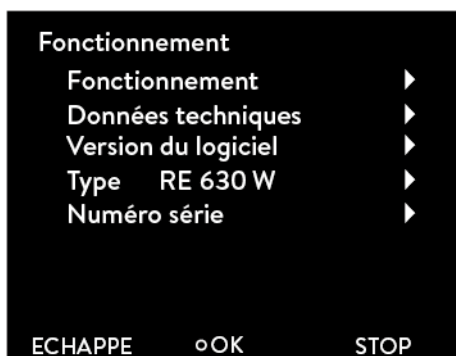 Fonctionnement
Fonctionnement
Données techniques
Version du logiciel
Type RE 630 W
Numéro série
ECHAPPE OK STOP